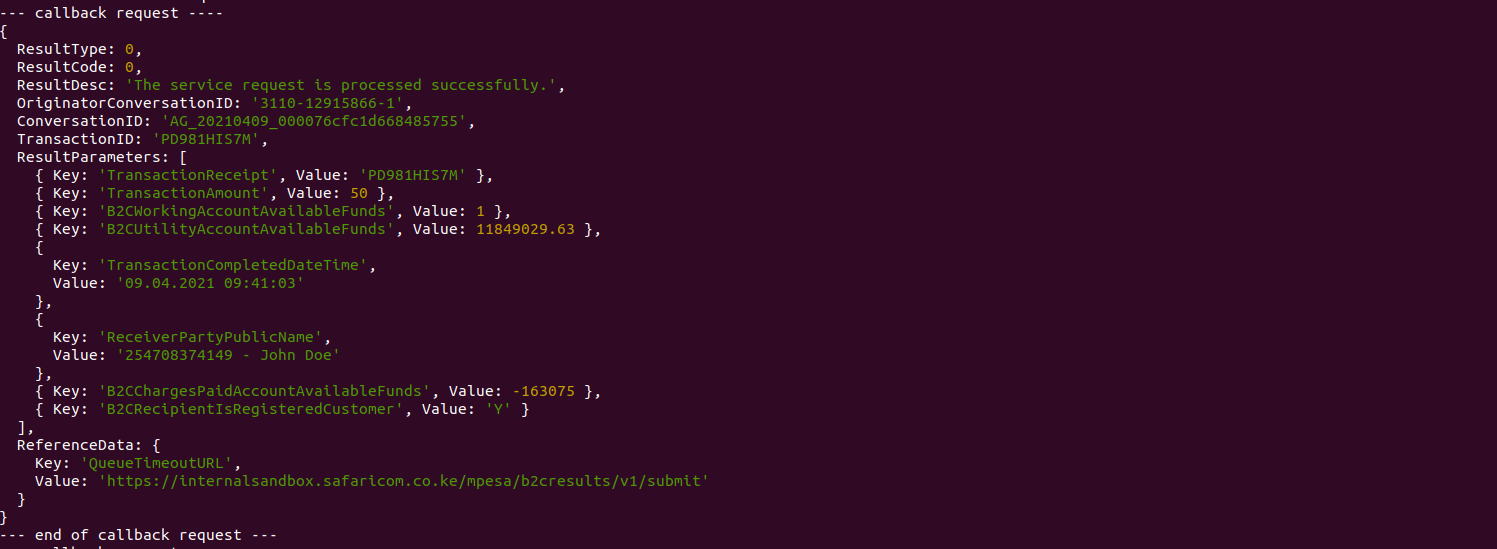 --- callback request ----
{
  ResultType: 0,
  ResultCode: 0,
  ResultDesc: 'The service request is processed successfully.',
  OriginatorConversationID: '3110-12915866-1',
  ConversationID: 'AG_20210409_000076cfc1d668485755',
  TransactionID: 'PD981HIS7M',
  ResultParameters: [
    { Key: 'TransactionReceipt', Value: 'PD981HIS7M' },
    { Key: 'TransactionAmount', Value: 50 },
    { Key: 'B2CWorkingAccountAvailableFunds', Value: 1 },
    { Key: 'B2CUtilityAccountAvailableFunds', Value: 11849029.63 },
    {
      Key: 'TransactionCompletedDateTime',
      Value: '09.04.2021 09:41:03'
    },
    {
      Key: 'ReceiverPartyPublicName',
      Value: '254708374149 - John Doe'
    },
    { Key: 'B2CChargesPaidAccountAvailableFunds', Value: -163075 },
    { Key: 'B2CRecipientIsRegisteredCustomer', Value: 'Y' }
  ],
  ReferenceData: {
    Key: 'QueueTimeoutURL',
    Value: 'https://internalsandbox.safaricom.co.ke/mpesa/b2cresults/v1/submit'
  }
}
--- end of callback request ---